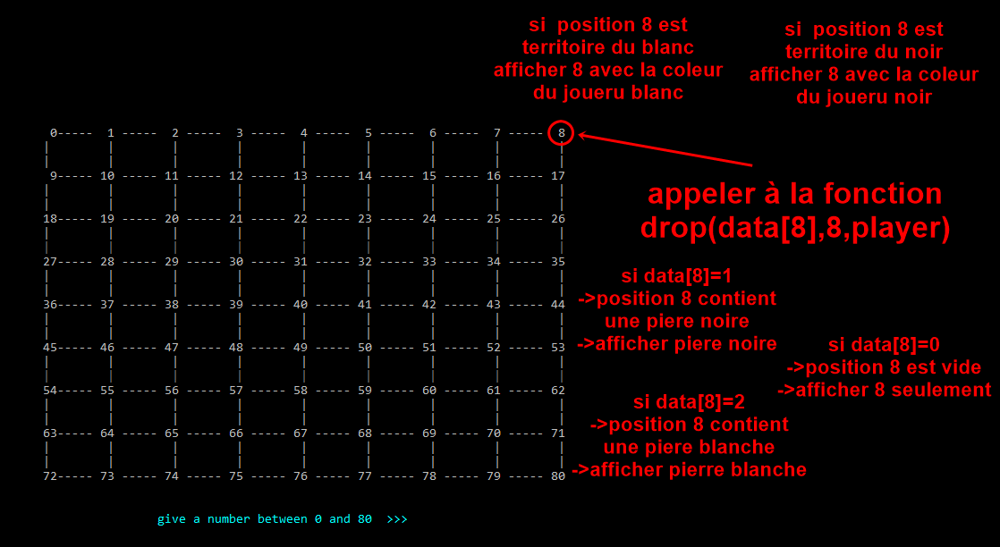 si position 8 est
territoire du blanc
afficher 8 avec la coleur
du joueru blanc
si position 8 est
territoire du noir
afficher 8 avec la coleur
du joueru noir
0----- 1 ----- 2 ----- 3 ----- 4 ----- 5 ----- 6 ----- 7 ----- 8
9----- 10 ----- 11 ----- 12 ----- 13 ----- 14 ----- 15 ----- 16 ----- 17
18----- 19 ----- 20 ----- 21 ----- 22 ----- 23 ----- 24 ----- 25 ----- 26
27----- 28 ----- 29 ----- 30 ----- 31 ----- 32 ----- 33 ----- 34 ----- 35
36----- 37 ----- 38 ----- 39 ----- 40 ----- 41 ----- 42 ----- 43 ----- 44
45----- 46 ----- 47 ----- 48 ----- 49 ----- 50 ----- 51 ----- 52 ----- 53
54----- 55 ----- 56 ----- 57 ----- 58 ----- 59 ----- 60 ----- 61 ----- 62
63----- 64 ----- 65 ----- 66 ----- 67 ----- 68 ----- 69 ----- 70 ----- 71
72----- 73 ----- 74 ----- 75 ----- 76 ----- 77 ----- 78 ----- 79 ----- 80
appeler à la fonction
drop(data[8],8,player)
si data[8]=1
->position 8 contient
une piere noire
->afficher piere noire
si data[8]=0
->position 8 est vide
->afficher 8 seulement
si data[8]=2
->position 8 contient
une piere blanche
->afficher pierre blanche
give a number between 0 and 80 >>>